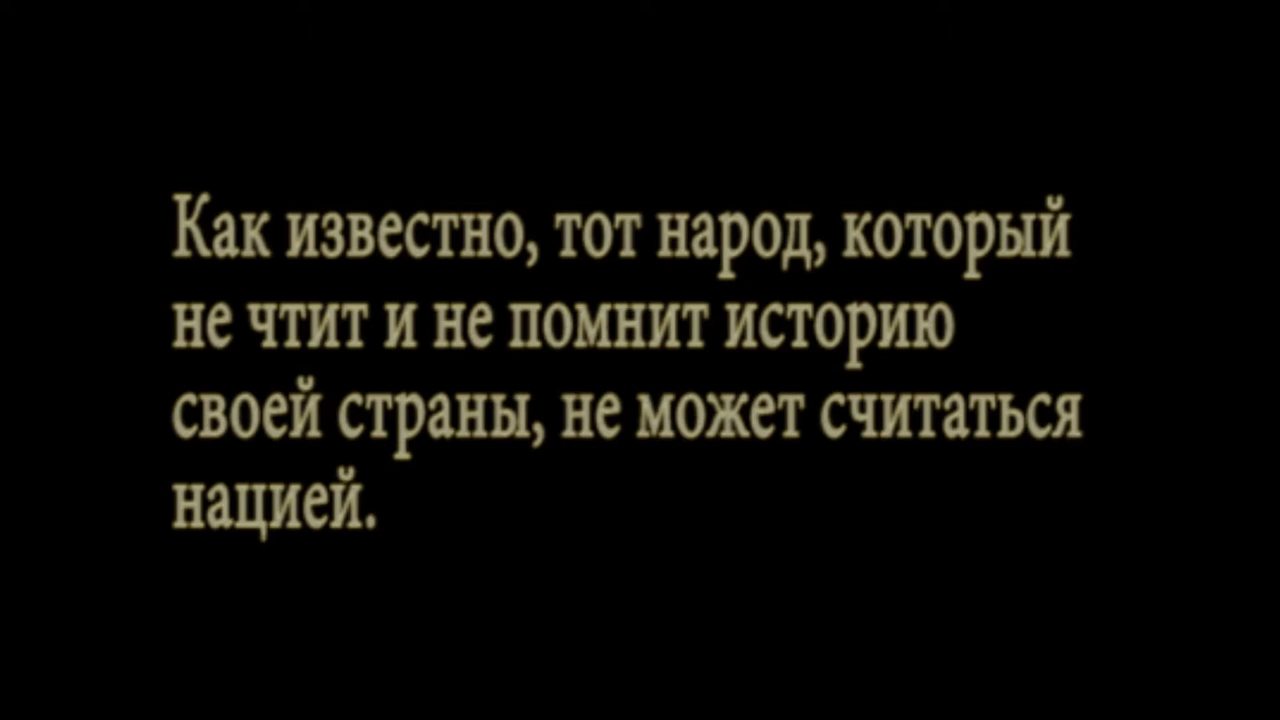 Как известно, тот народ, который
не чтит и не помнит историю
своей страны, не может считаться
нацией.